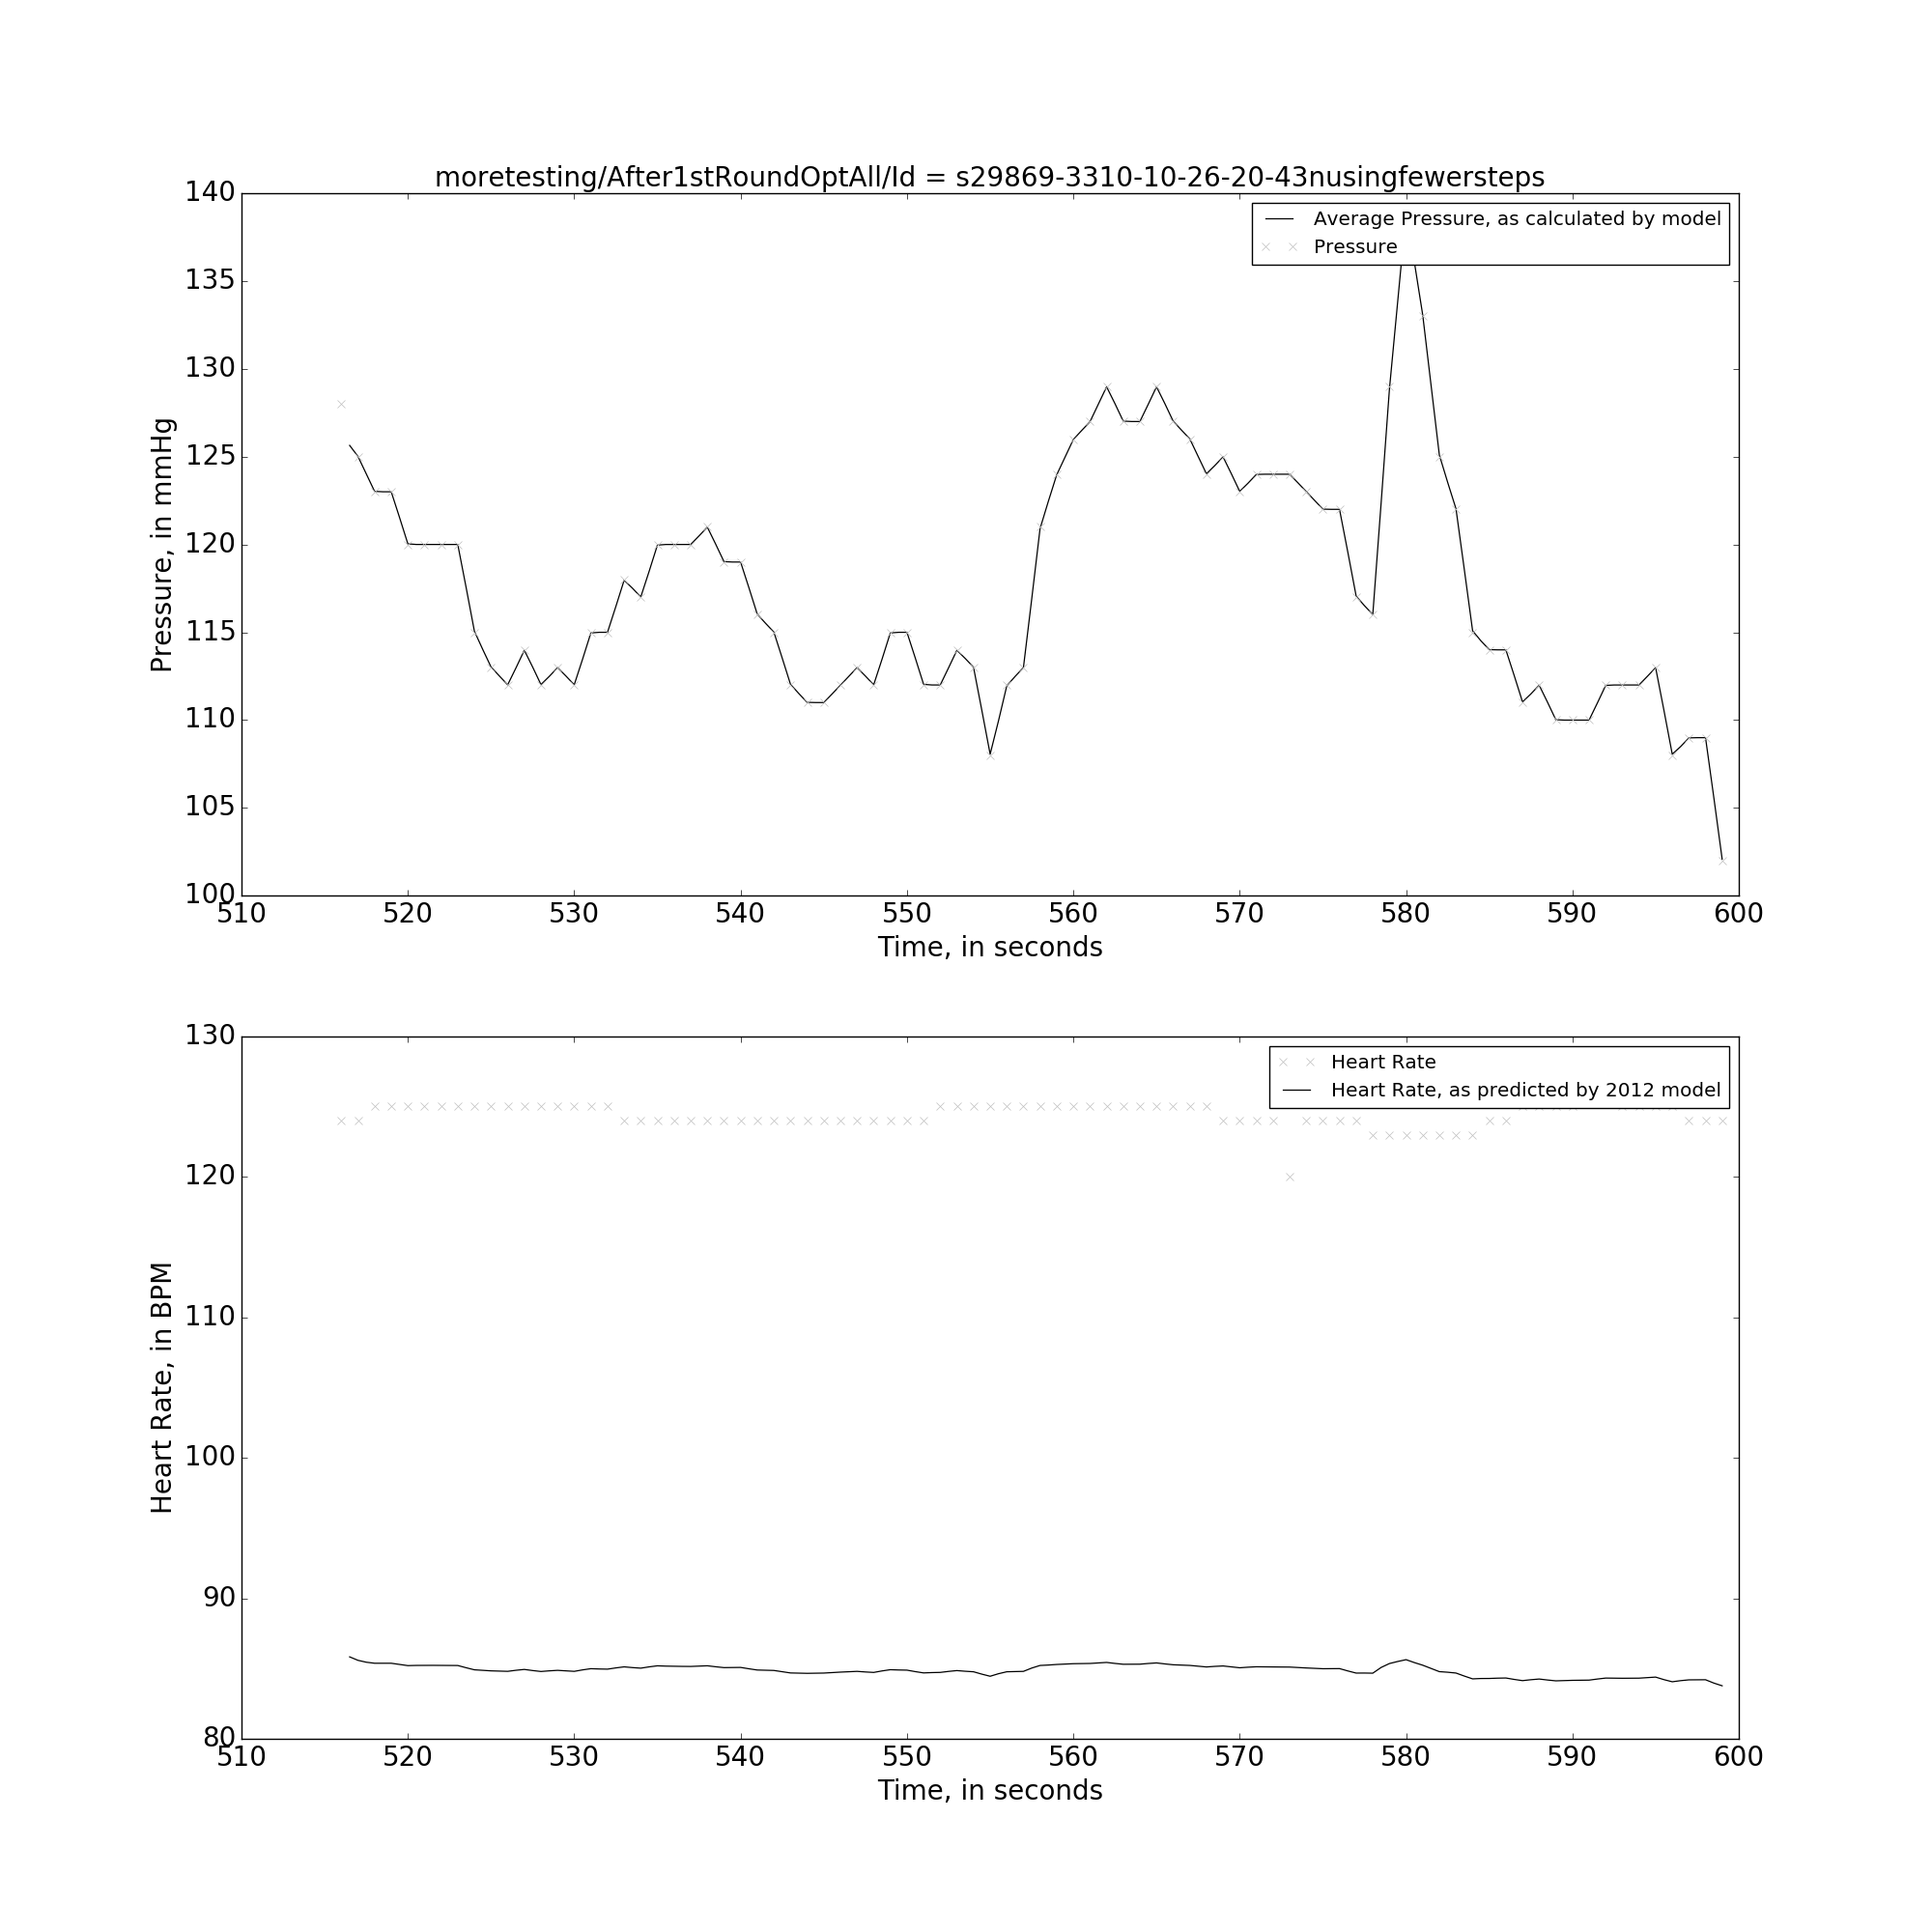 moretesting/After1stRoundOptAll/Id = s29869-3310-10-26-20-43nusingfewersteps
140
135
130
125
120
115
110
105
100
Pressure, in mmHg
Average Pressure, as calculated by model
Pressure
510 520 530 540 550 560 570 580 590 600
Time, in seconds
130
120
110
100
90
80
Heart Rate, in BPM
Heart Rate
Heart Rate, as predicted by 2012 model
510 520 530 540 550 560 570 580 590 600
Time, in seconds